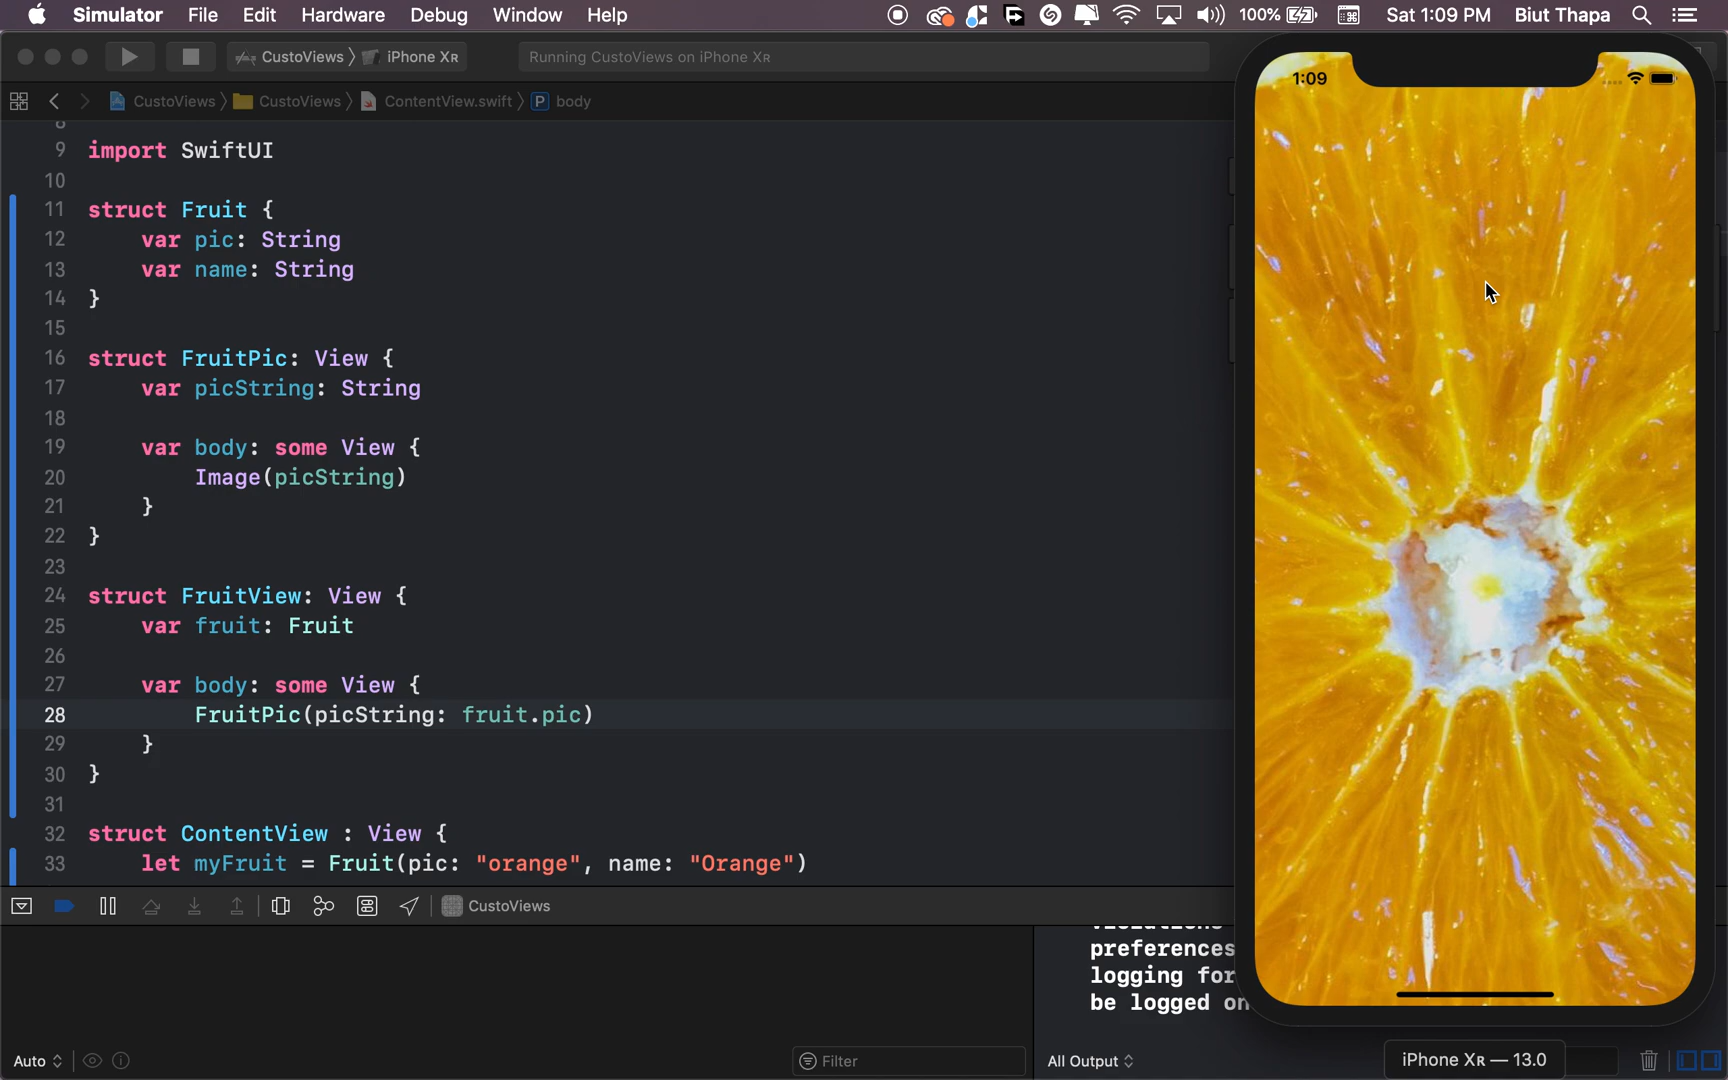 Simulator File Edit Hardware Debug Window Help 100% Sat 1:09 PM Biut Thapa
CustoViews iPhone XR Running CustoViews on iPhone XR
1:09
CustoViews CustoViews ContentView.swift P body
8
9 import SwiftUI
10
11 struct Fruit {
12 var pic: String
13 var name: String
14 }
15
16 struct FruitPic: View {
17 var picString: String
18
19 var body: some View {
20 Image(picString)
21 }
22 }
23
24 struct FruitView: View {
25 var fruit: Fruit
26
27 var body: some View {
28 FruitPic(picString: fruit.pic)
29 }
30 }
31
32 struct ContentView : View {
33 let myFruit = Fruit(pic: "orange", name: "Orange")
CustoViews
preferences
logging for
be logged on
Auto Filter All Output iPhone XR — 13.0